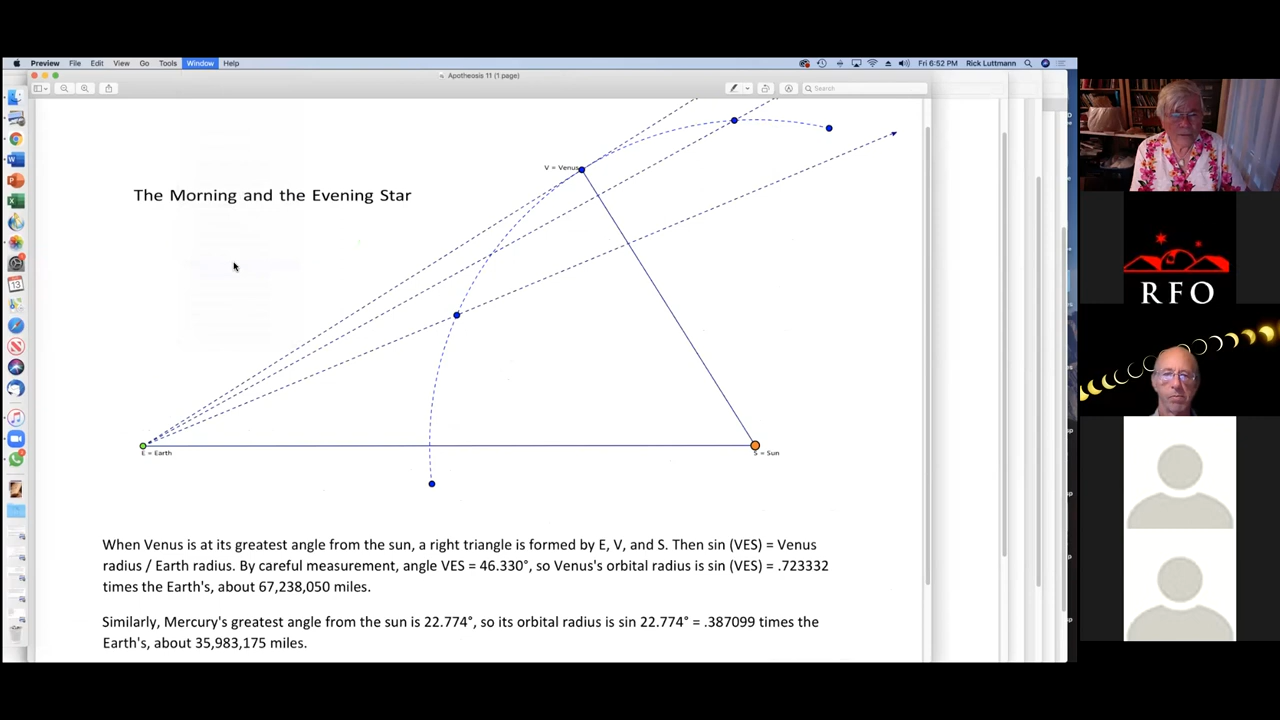 Preview File Edit View Go Tools Window Help
Fri 6:52 PM Rick Luttmann
Apotheosis 11 (1 page)
Search
V = Venus
The Morning and the Evening Star
E = Earth
S = Sun
When Venus is at its greatest angle from the sun, a right triangle is formed by E, V, and S. Then sin (VES) = Venus
radius / Earth radius. By careful measurement, angle VES = 46.330°, so Venus's orbital radius is sin (VES) = .723332
times the Earth's, about 67,238,050 miles.
Similarly, Mercury's greatest angle from the sun is 22.774°, so its orbital radius is sin 22.774° = .387099 times the
Earth's, about 35,983,175 miles.
RFO